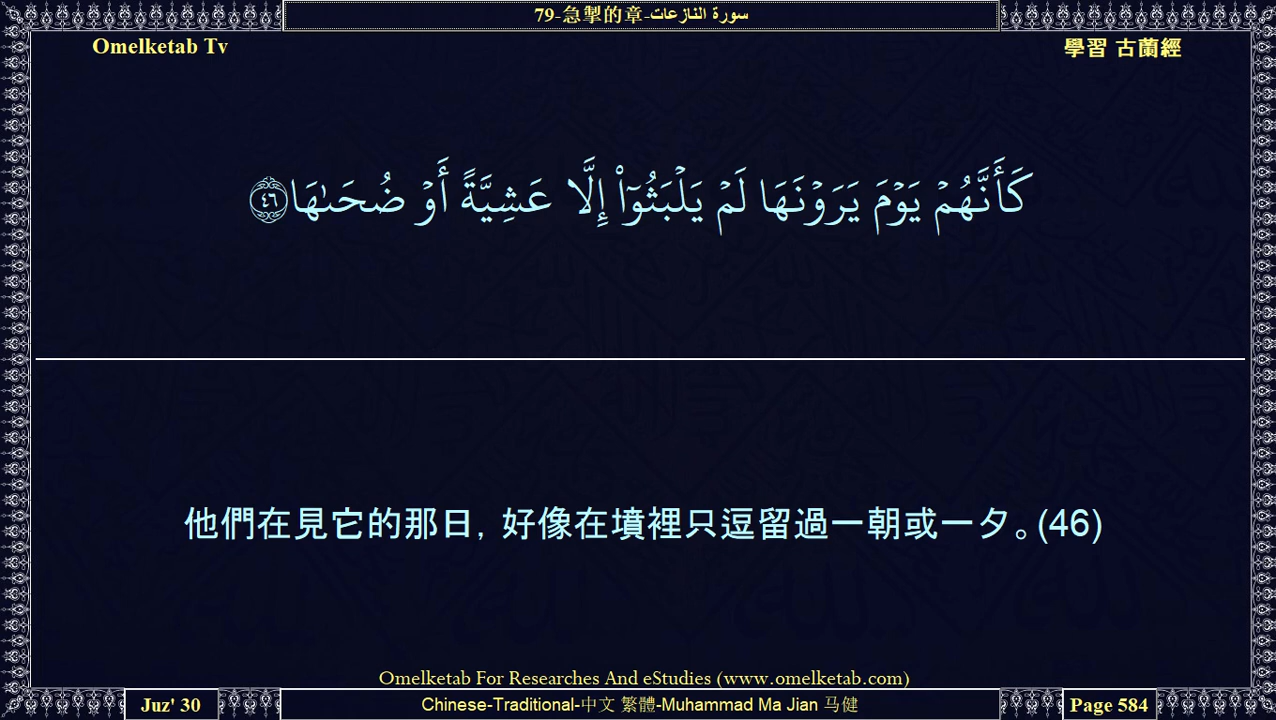 79-急掣的章-سورة النازعات
Omelketab Tv
學習 古蘭經
كَأَنَّهُمۡ يَوۡمَ يَرَوۡنَهَا لَمۡ يَلۡبَثُوٓاْ إِلَّا عَشِيَّةً أَوۡ ضُحَىٰهَا ٤٦
他們在見它的那日，好像在墳裡只逗留過一朝或一夕。(46)
Omelketab For Researches And eStudies (www.omelketab.com)
Juz' 30
Chinese-Traditional-中文 繁體-Muhammad Ma Jian 马健
Page 584